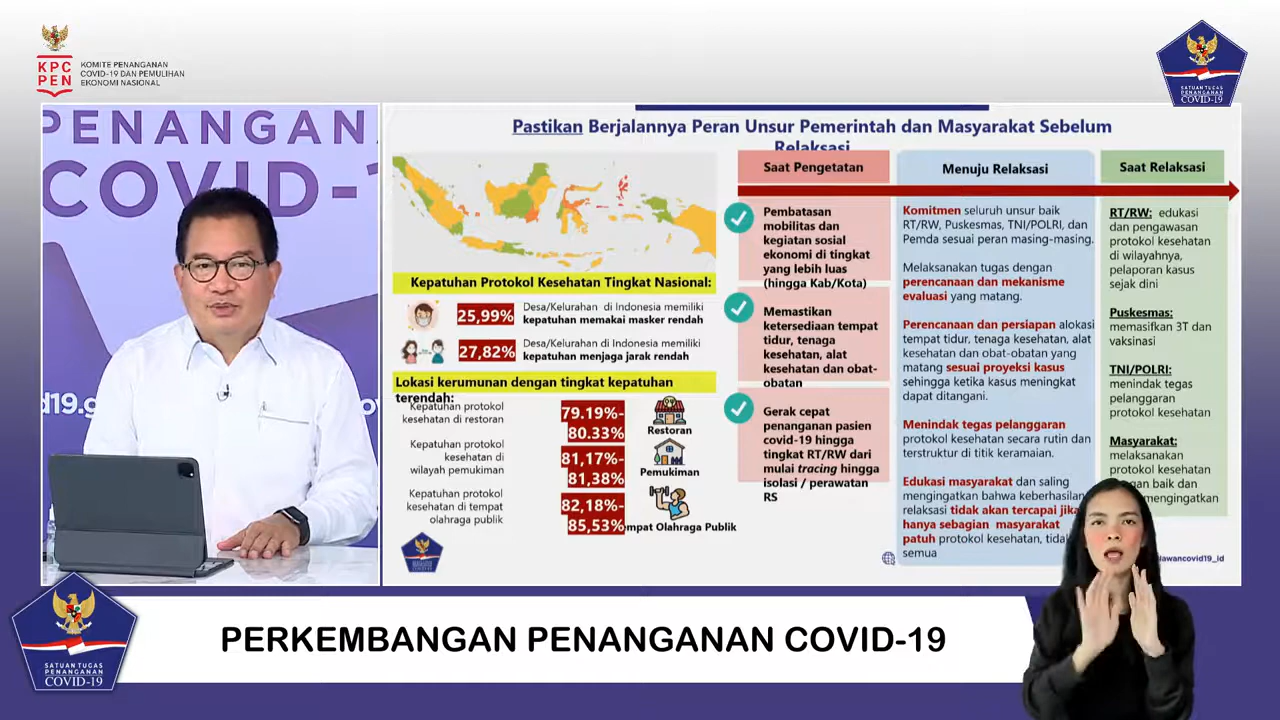 KPC
PEN
KOMITE PENANGANAN
COVID-19 DAN PEMULIHAN
EKONOMI NASIONAL
SATUAN TUGAS
PENANGANAN
COVID-19
PENANGAN
COVID-1
d19.g
Pastikan Berjalannya Peran Unsur Pemerintah dan Masyarakat Sebelum
Relaksasi
Kepatuhan Protokol Kesehatan Tingkat Nasional:
25,99%
Desa/Kelurahan di Indonesia memiliki
kepatuhan memakai masker rendah
27,82%
Desa/Kelurahan di Indonesia memiliki
kepatuhan menjaga jarak rendah
Lokasi kerumunan dengan tingkat kepatuhan
terendah:
Kepatuhan protokol
kesehatan di restoran
79.19%-
80.33%
Restoran
Kepatuhan protokol
kesehatan di
wilayah pemukiman
81,17%-
81,38%
Pemukiman
Kepatuhan protokol
kesehatan di tempat
olahraga publik
82,18%-
85,53%
mpat Olahraga Publik
Saat Pengetatan
Pembatasan
mobilitas dan
kegiatan sosial
ekonomi di tingkat
yang lebih luas
(hingga Kab/Kota)
Memastikan
ketersediaan tempat
tidur, tenaga
kesehatan, alat
kesehatan dan obat-
obatan
Gerak cepat
penanganan pasien
covid-19 hingga
tingkat RT/RW dari
mulai tracing hingga
isolasi / perawatan
RS
Menuju Relaksasi
Komitmen seluruh unsur baik
RT/RW, Puskesmas, TNI/POLRI, dan
Pemda sesuai peran masing-masing.
Melaksanakan tugas dengan
perencanaan dan mekanisme
evaluasi yang matang.
Perencanaan dan persiapan alokasi
tempat tidur, tenaga kesehatan, alat
kesehatan dan obat-obatan yang
matang sesuai proyeksi kasus
sehingga ketika kasus meningkat
dapat ditangani.
Menindak tegas pelanggaran
protokol kesehatan secara rutin dan
terstruktur di titik keramaian.
Edukasi masyarakat dan saling
mengingatkan bahwa keberhasilan
relaksasi tidak akan tercapai jika
hanya sebagian masyarakat
patuh protokol kesehatan, tidak
semua
Saat Relaksasi
RT/RW: edukasi
dan pengawasan
protokol kesehatan
di wilayahnya,
pelaporan kasus
sejak dini
Puskesmas:
memasifkan 3T dan
vaksinasi
TNI/POLRI:
menindak tegas
pelanggaran
protokol kesehatan
Masyarakat:
melaksanakan
protokol kesehatan
gan baik dan
mengingatkan
lawancovid19_id
SATUAN TUGAS
PENANGANAN
COVID-19
PERKEMBANGAN PENANGANAN COVID-19